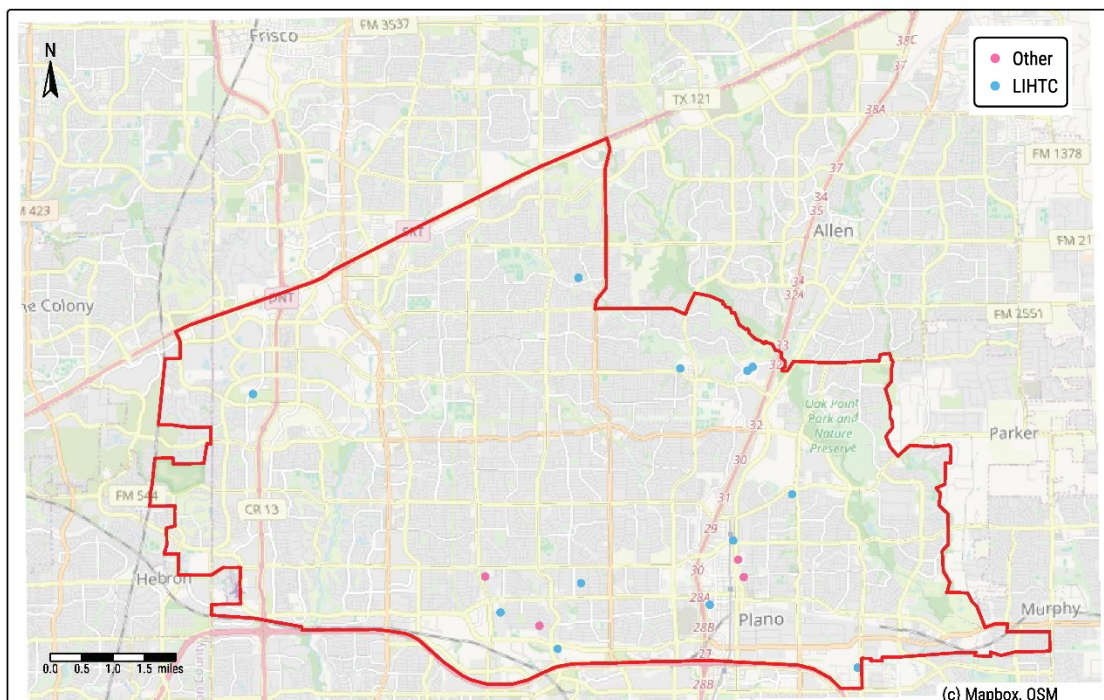 FM 3537
Frisco
38C
37
N
Other
LIHTC
TX 121
38A
FM 1378
37
FM 423
34
35
SRT
Allen
FM 21
34
32A
DNT
ne Colony
FM 2551
33
32
Oak Point
Park and
Nature
Preserve
32
Parker
30
31
FM 544
CR 13
29
Hebron
30
28A
Murphy
Plano
28B
27
0.0 0.5 1.0 1.5 miles
28B
(c) Mapbox, OSM